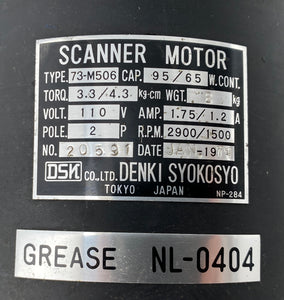 SCANNER MOTOR
TYPE. 73-M506 CAP. 95/65 W.CONT.
TORQ. 3.3/4.3 kg-cm WGT. kg
VOLT. 110 V AMP. 1.75/1.2 A
POLE. 2 P R.P.M. 2900/1500
NO. 20531 DATE
DSK CO.LTD. DENKI SYOKOSYO
TOKYO JAPAN NP-284
GREASE NL-0404